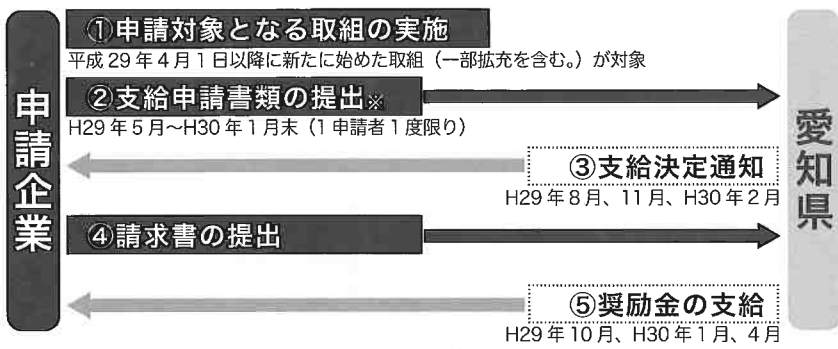 申請企業
①申請対象となる取組の実施
平成29年4月1日以降に新たに始めた取組（一部拡充を含む。）が対象
②支給申請書類の提出※
H29年5月～H30年1月末（1申請者1度限り）
③支給決定通知
H29年8月、11月、H30年2月
④請求書の提出
⑤奨励金の支給
H29年10月、H30年1月、4月
愛知県